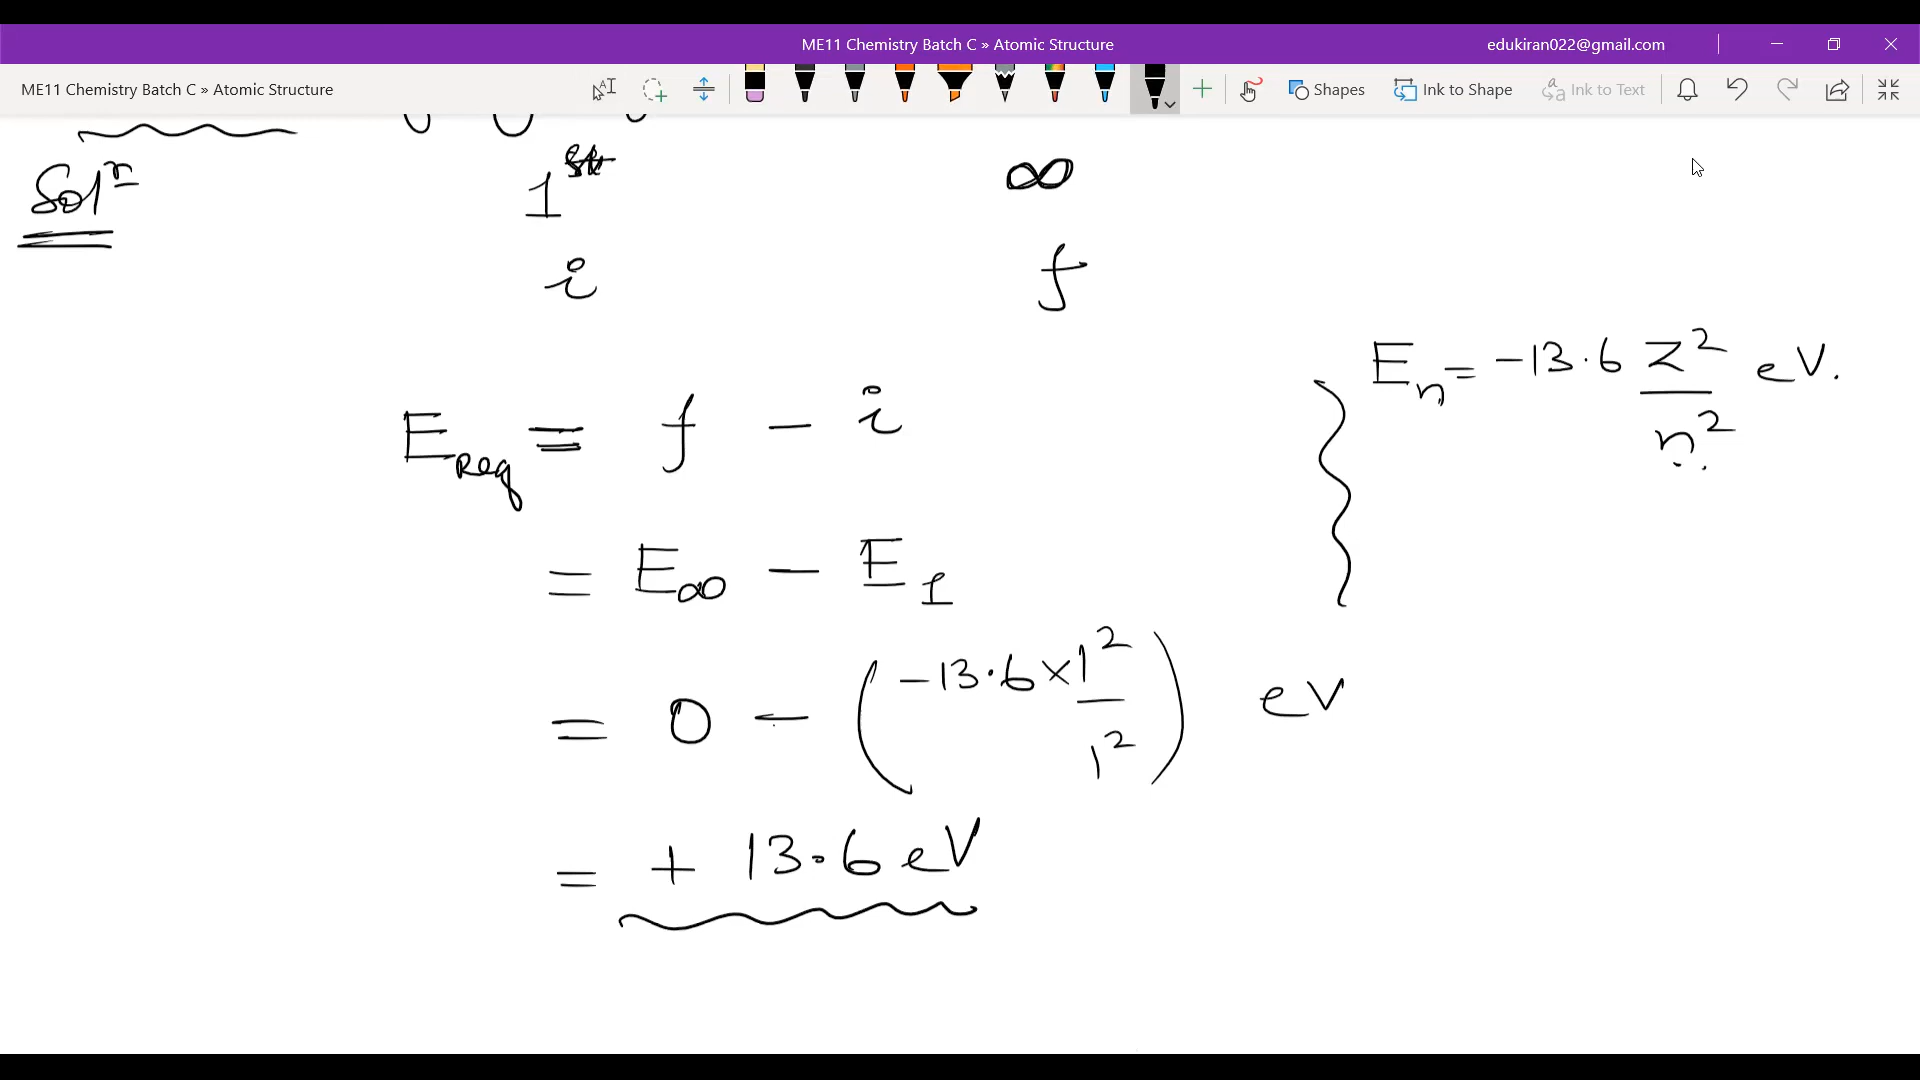 ME11 Chemistry Batch C » Atomic Structure
edukiran022@gmail.com
ME11 Chemistry Batch C » Atomic Structure
Shapes
Ink to Shape
Ink to Text
Solⁿ
1ˢᵗ ∞
i f
Eₙ = -13.6 Z²/n² eV.
E_Req = f - i
= E_∞ - E₁
= 0 - (-13.6 × 1²/1²) eV
= + 13.6 eV